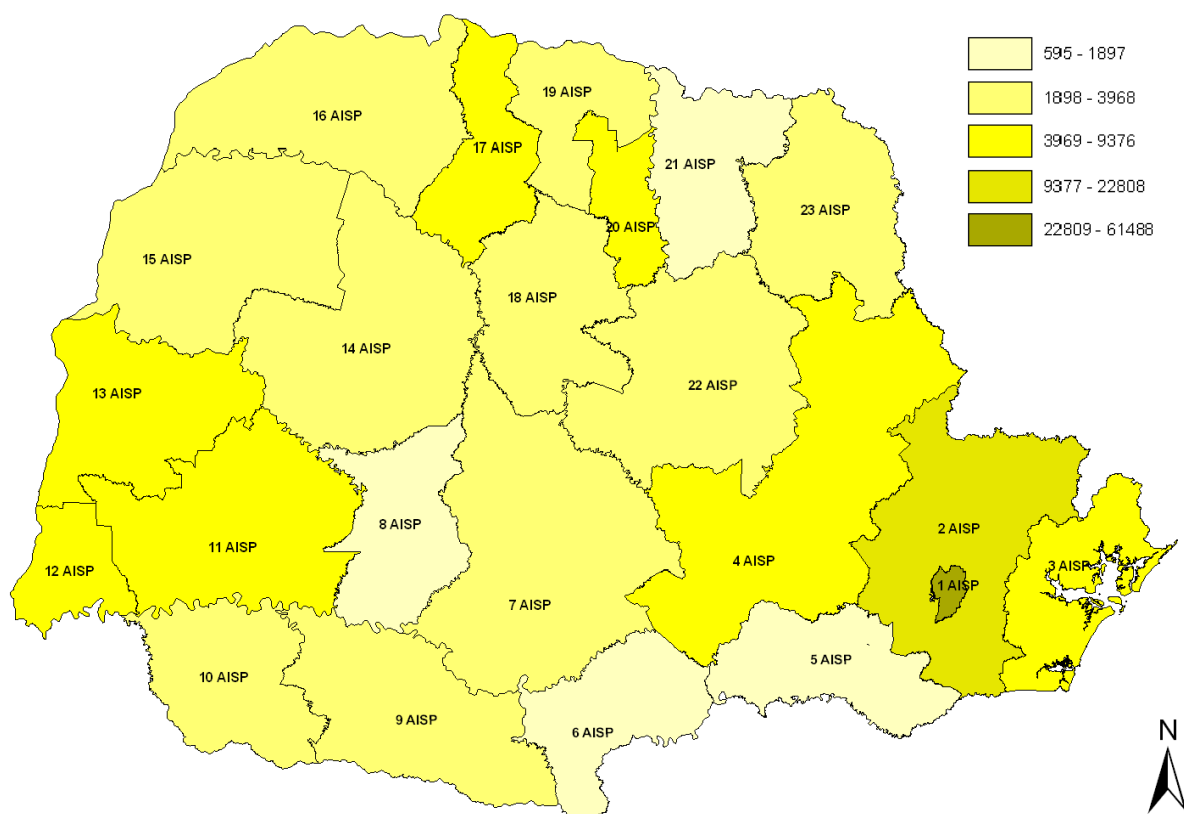 595 - 1897
1898 - 3968
3969 - 9376
9377 - 22808
22809 - 61488
19 AISP
16 AISP
17 AISP
21 AISP
23 AISP
20 AISP
15 AISP
18 AISP
14 AISP
22 AISP
13 AISP
8 AISP
2 AISP
11 AISP
4 AISP
3 AISP
12 AISP
1 AISP
7 AISP
5 AISP
10 AISP
9 AISP
6 AISP
N